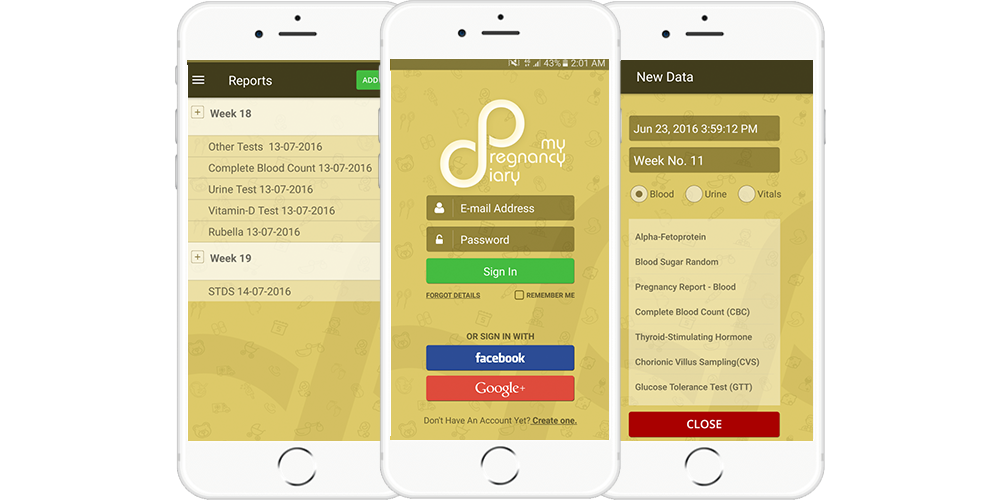 Reports
ADD
+ Week 18
Other Tests 13-07-2016
Complete Blood Count 13-07-2016
Urine Test 13-07-2016
Vitamin-D Test 13-07-2016
Rubella 13-07-2016
+ Week 19
STDS 14-07-2016
43% 2:01 AM
my
pregnancy
diary
E-mail Address
Password
Sign In
FORGOT DETAILS REMEMBER ME
OR SIGN IN WITH
facebook
Google+
Don't Have An Account Yet? Create one.
New Data
Jun 23, 2016 3:59:12 PM
Week No. 11
Blood Urine Vitals
Alpha-Fetoprotein
Blood Sugar Random
Pregnancy Report - Blood
Complete Blood Count (CBC)
Thyroid-Stimulating Hormone
Chorionic Villus Sampling(CVS)
Glucose Tolerance Test (GTT)
CLOSE